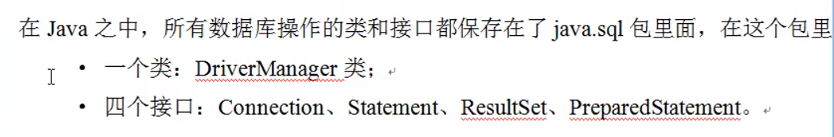 在 Java 之中，所有数据库操作的类和接口都保存在了 java.sql 包里面，在这个包里
• 一个类：DriverManager 类；
• 四个接口：Connection、Statement、ResultSet、PreparedStatement。